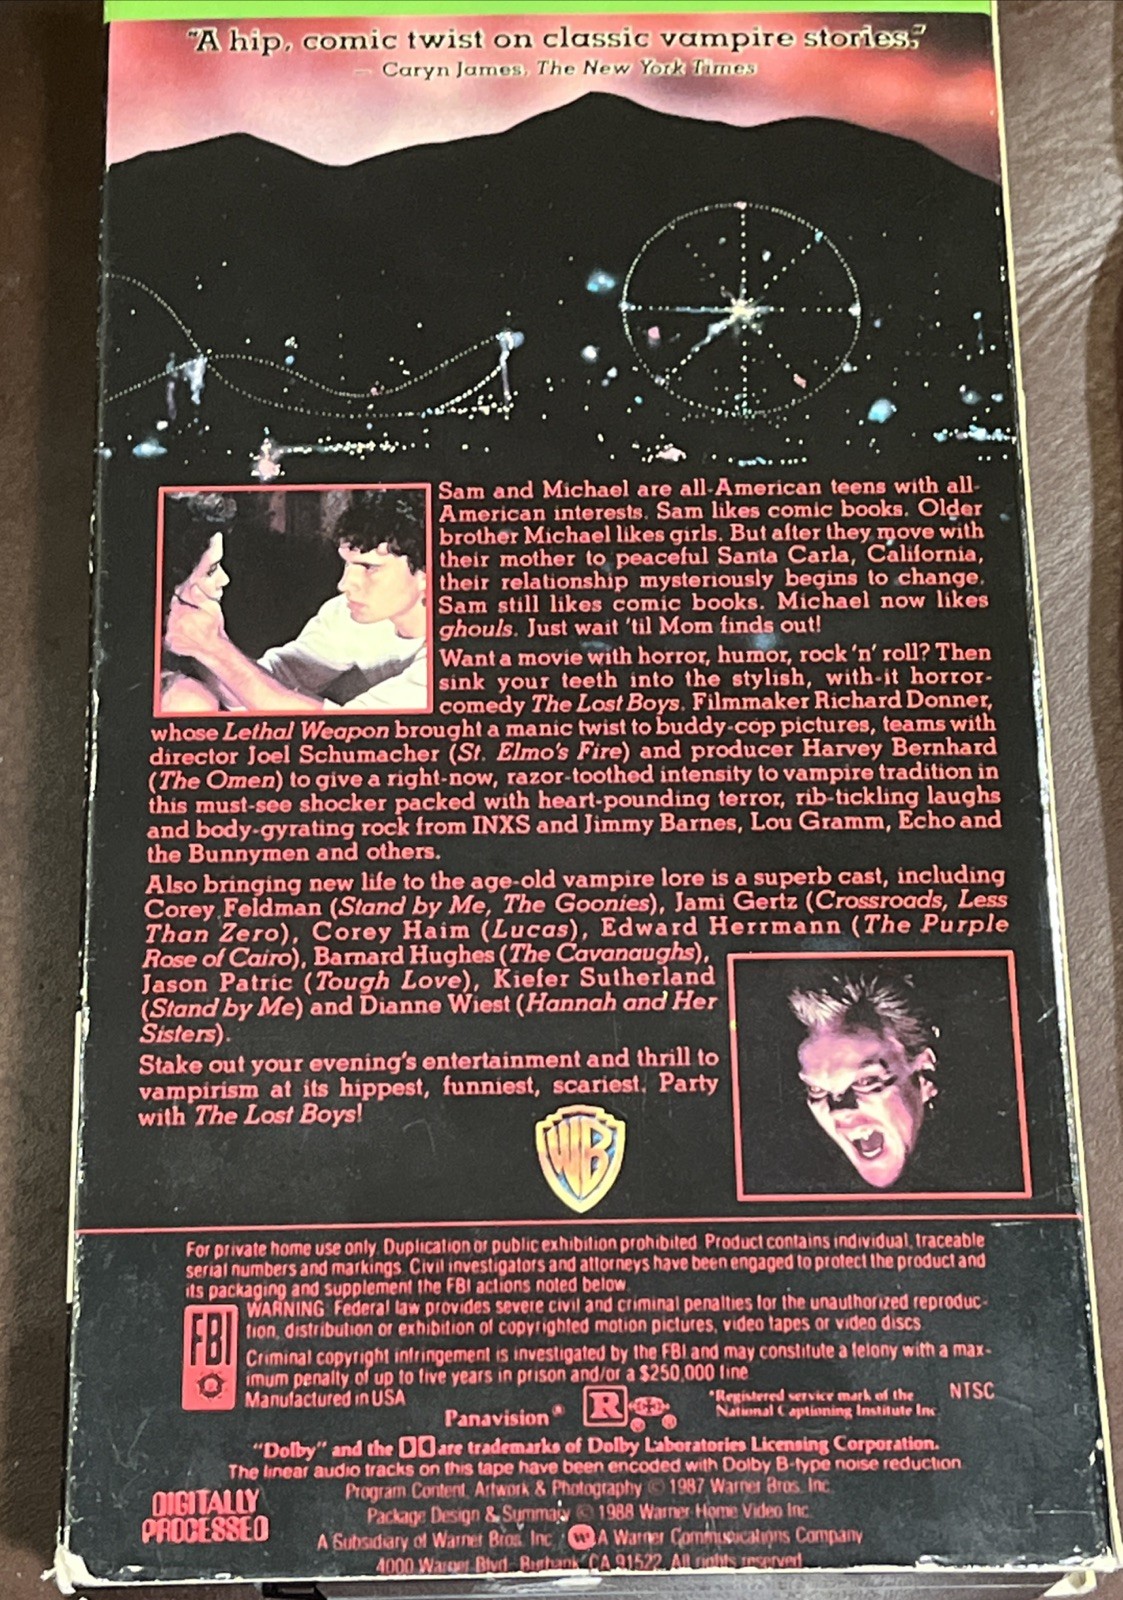 "A hip, comic twist on classic vampire stories."
— Caryn James, The New York Times
Sam and Michael are all-American teens with all-
American interests. Sam likes comic books. Older
brother Michael likes girls. But after they move with
their mother to peaceful Santa Carla, California,
their relationship mysteriously begins to change.
Sam still likes comic books. Michael now likes
ghouls. Just wait 'til Mom finds out!
Want a movie with horror, humor, rock 'n' roll? Then
sink your teeth into the stylish, with-it horror-
comedy The Lost Boys. Filmmaker Richard Donner,
whose Lethal Weapon brought a manic twist to buddy-cop pictures, teams with
director Joel Schumacher (St. Elmo's Fire) and producer Harvey Bernhard
(The Omen) to give a right-now, razor-toothed intensity to vampire tradition in
this must-see shocker packed with heart-pounding terror, rib-tickling laughs
and body-gyrating rock from INXS and Jimmy Barnes, Lou Gramm, Echo and
the Bunnymen and others.
Also bringing new life to the age-old vampire lore is a superb cast, including
Corey Feldman (Stand by Me, The Goonies), Jami Gertz (Crossroads, Less
Than Zero), Corey Haim (Lucas), Edward Herrmann (The Purple
Rose of Cairo), Barnard Hughes (The Cavanaughs),
Jason Patric (Tough Love), Kiefer Sutherland
(Stand by Me) and Dianne Wiest (Hannah and Her
Sisters).
Stake out your evening's entertainment and thrill to
vampirism at its hippest, funniest, scariest. Party
with The Lost Boys!
WB
For private home use only. Duplication or public exhibition prohibited. Product contains individual, traceable
serial numbers and markings. Civil investigators and attorneys have been engaged to protect the product and
its packaging and supplement the FBI actions noted below.
FBI
WARNING: Federal law provides severe civil and criminal penalties for the unauthorized reproduc-
tion, distribution or exhibition of copyrighted motion pictures, video tapes or video discs.
Criminal copyright infringement is investigated by the FBI and may constitute a felony with a max-
imum penalty of up to five years in prison and/or a $250,000 fine.
Manufactured in USA
Panavision®
R
®
*Registered service mark of the
National Captioning Institute Inc.
NTSC
"Dolby" and the DD are trademarks of Dolby Laboratories Licensing Corporation.
The linear audio tracks on this tape have been encoded with Dolby B-type noise reduction.
Program Content, Artwork & Photography © 1987 Warner Bros. Inc.
Package Design & Summary © 1988 Warner Home Video Inc.
DIGITALLY
PROCESSED
A Subsidiary of Warner Bros. Inc. A Warner Communications Company
4000 Warner Blvd., Burbank, CA 91522. All rights reserved.